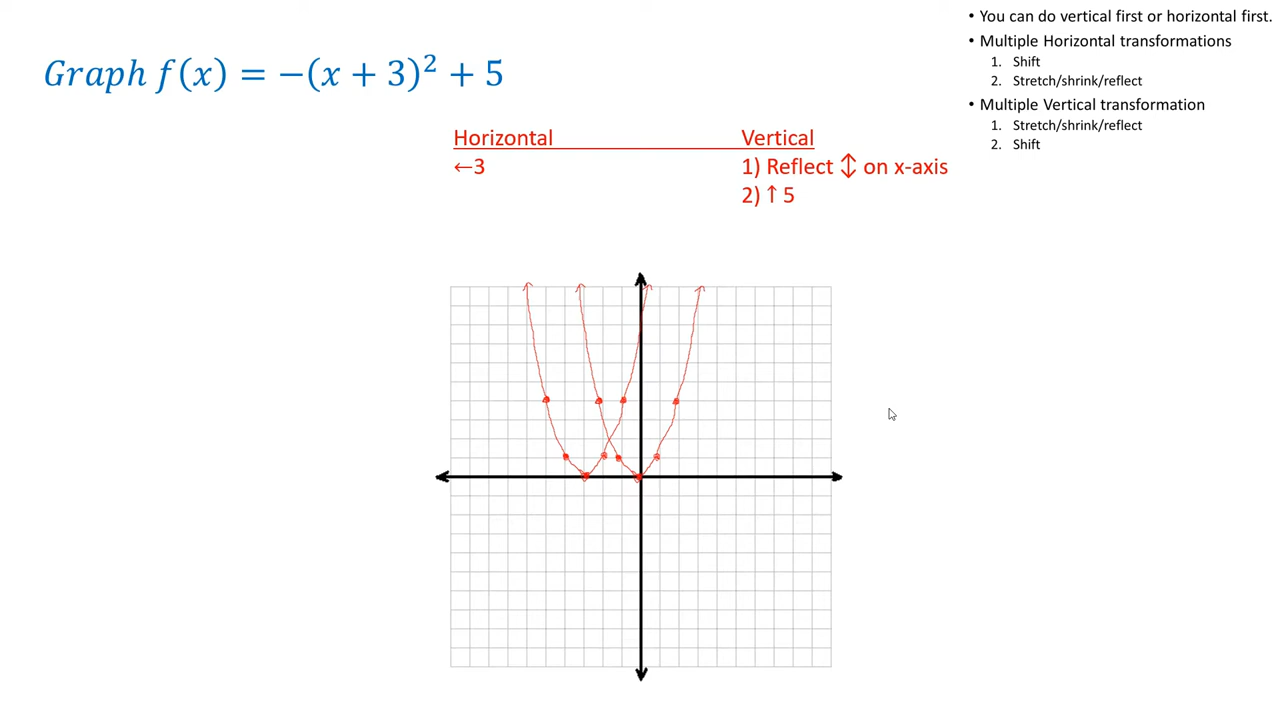 • You can do vertical first or horizontal first.
• Multiple Horizontal transformations
1. Shift
2. Stretch/shrink/reflect
• Multiple Vertical transformation
1. Stretch/shrink/reflect
2. Shift
Graph f(x) = −(x + 3)² + 5
Horizontal Vertical
←3 1) Reflect ↕ on x-axis
2) ↑ 5